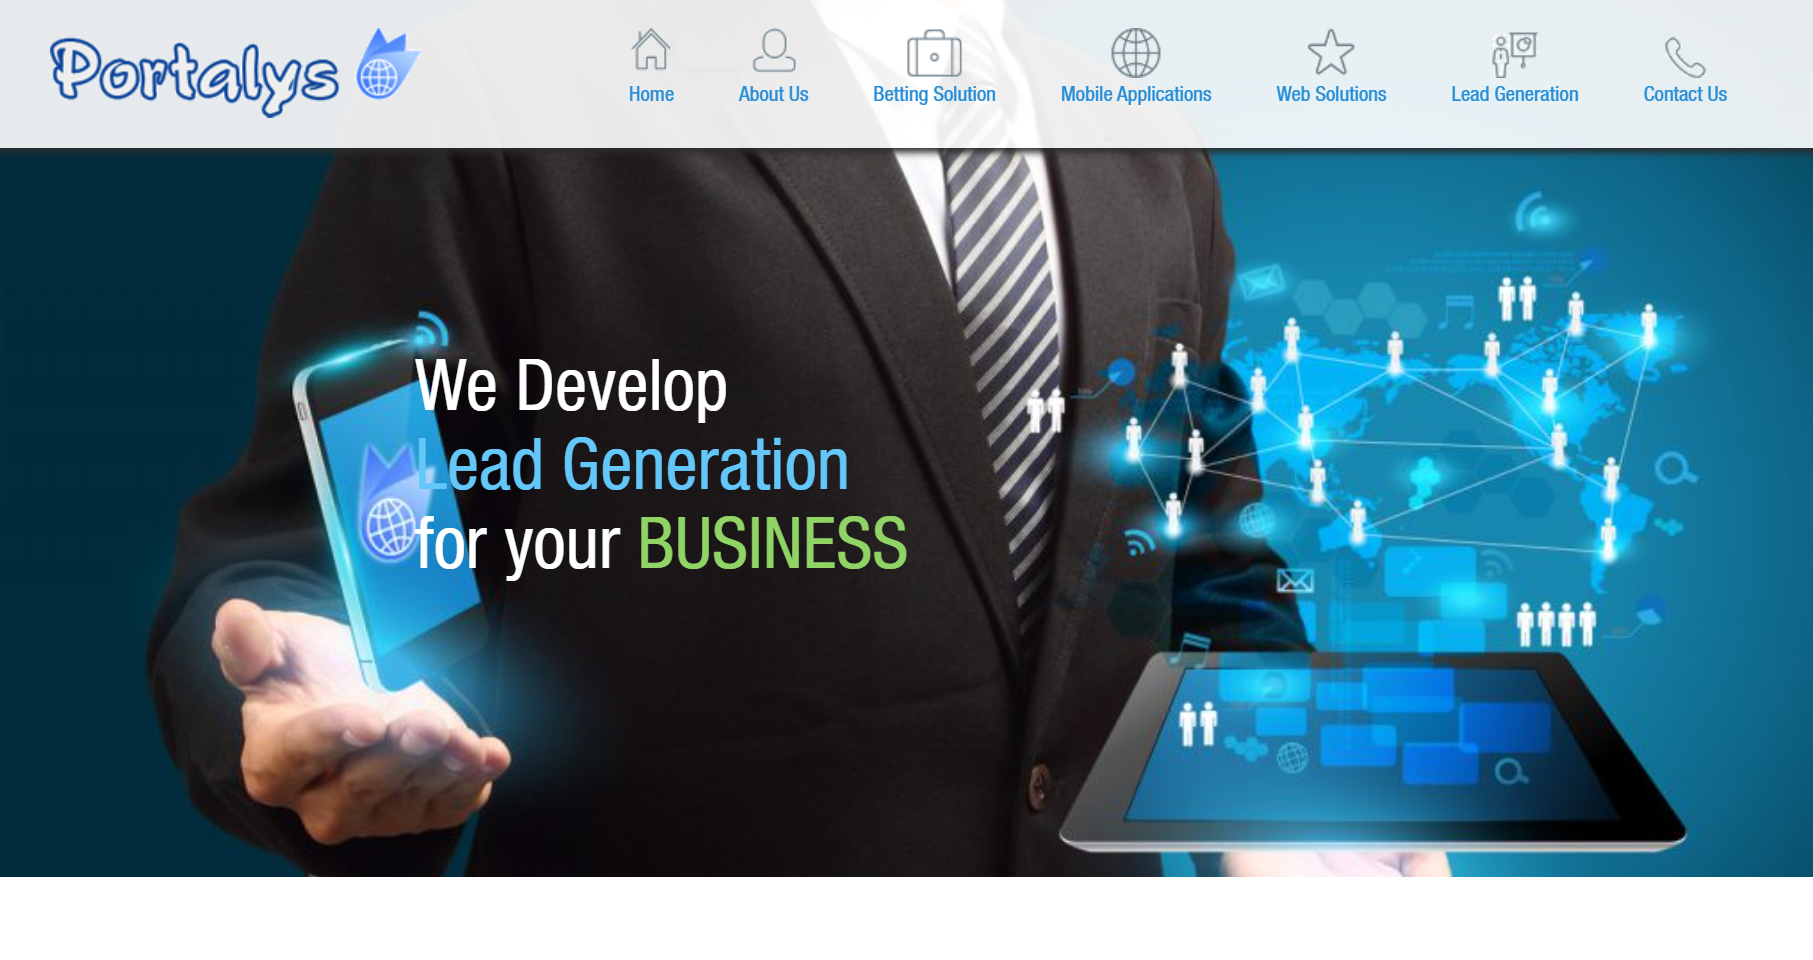 Portalys
Home
About Us
Betting Solution
Mobile Applications
Web Solutions
Lead Generation
Contact Us
We Develop
Lead Generation
for your BUSINESS